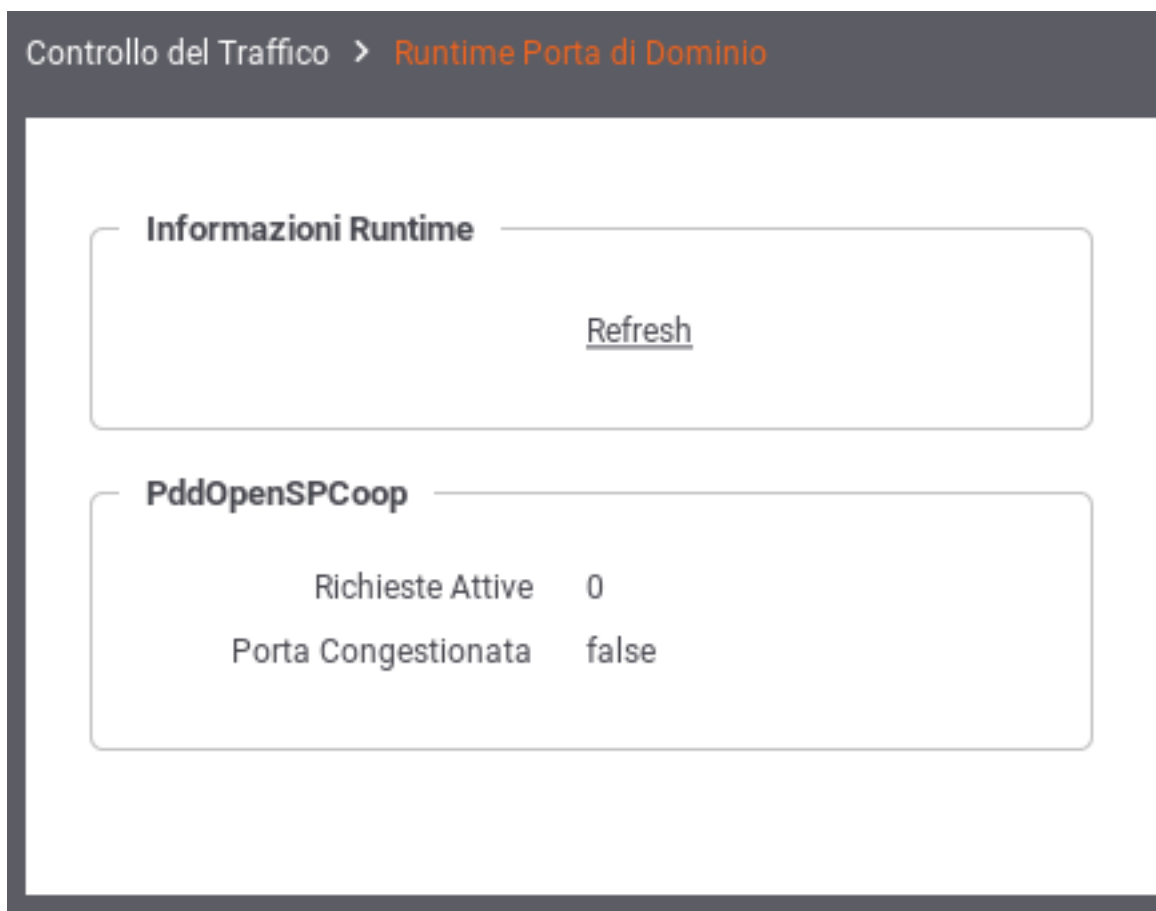 Controllo del Traffico > Runtime Porta di Dominio
Informazioni Runtime
Refresh
PddOpenSPCoop
Richieste Attive 0
Porta Congestionata false